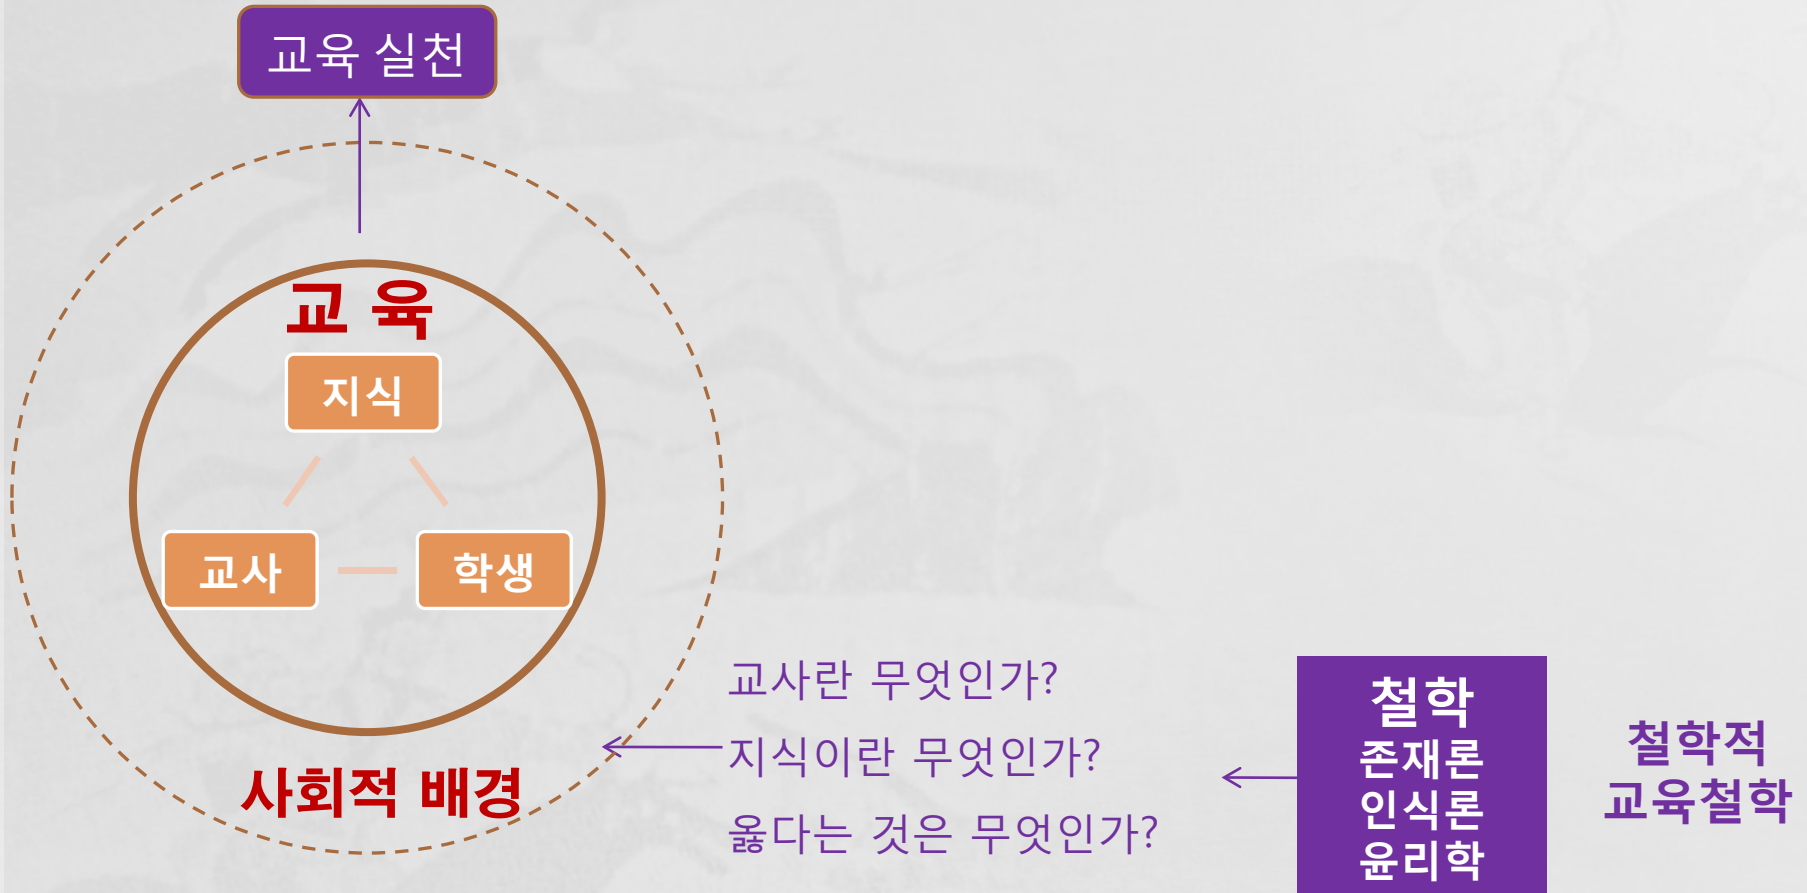 교육 실천
교 육
지식
교사
학생
사회적 배경
교사란 무엇인가?
지식이란 무엇인가?
옳다는 것은 무엇인가?
철학
존재론
인식론
윤리학
철학적
교육철학